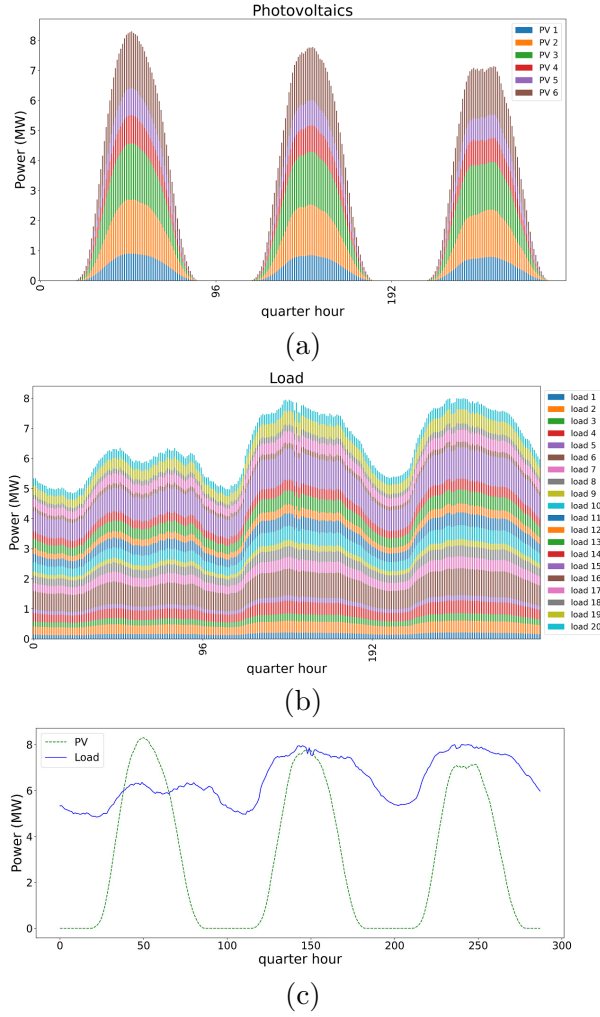 Photovoltaics
Power (MW)
8
7
6
5
4
3
2
1
0
PV 1
PV 2
PV 3
PV 4
PV 5
PV 6
0
96
192
quarter hour
(a)
Load
Power (MW)
8
7
6
5
4
3
2
1
0
load 1
load 2
load 3
load 4
load 5
load 6
load 7
load 8
load 9
load 10
load 11
load 12
load 13
load 14
load 15
load 16
load 17
load 18
load 19
load 20
0
96
192
quarter hour
(b)
Power (MW)
8
6
4
2
0
PV
Load
0
50
100
150
200
250
300
quarter hour
(c)